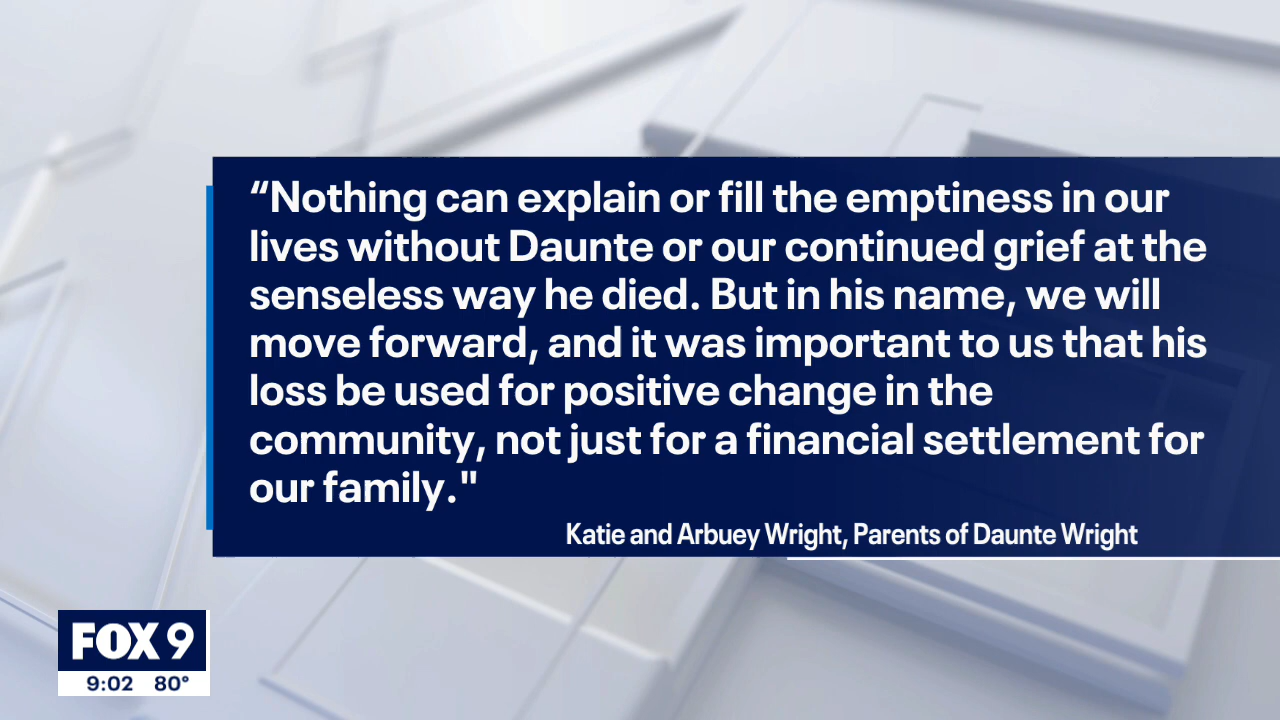 “Nothing can explain or fill the emptiness in our
lives without Daunte or our continued grief at the
senseless way he died. But in his name, we will
move forward, and it was important to us that his
loss be used for positive change in the
community, not just for a financial settlement for
our family."
Katie and Arbuey Wright, Parents of Daunte Wright
FOX 9
9:02 80°